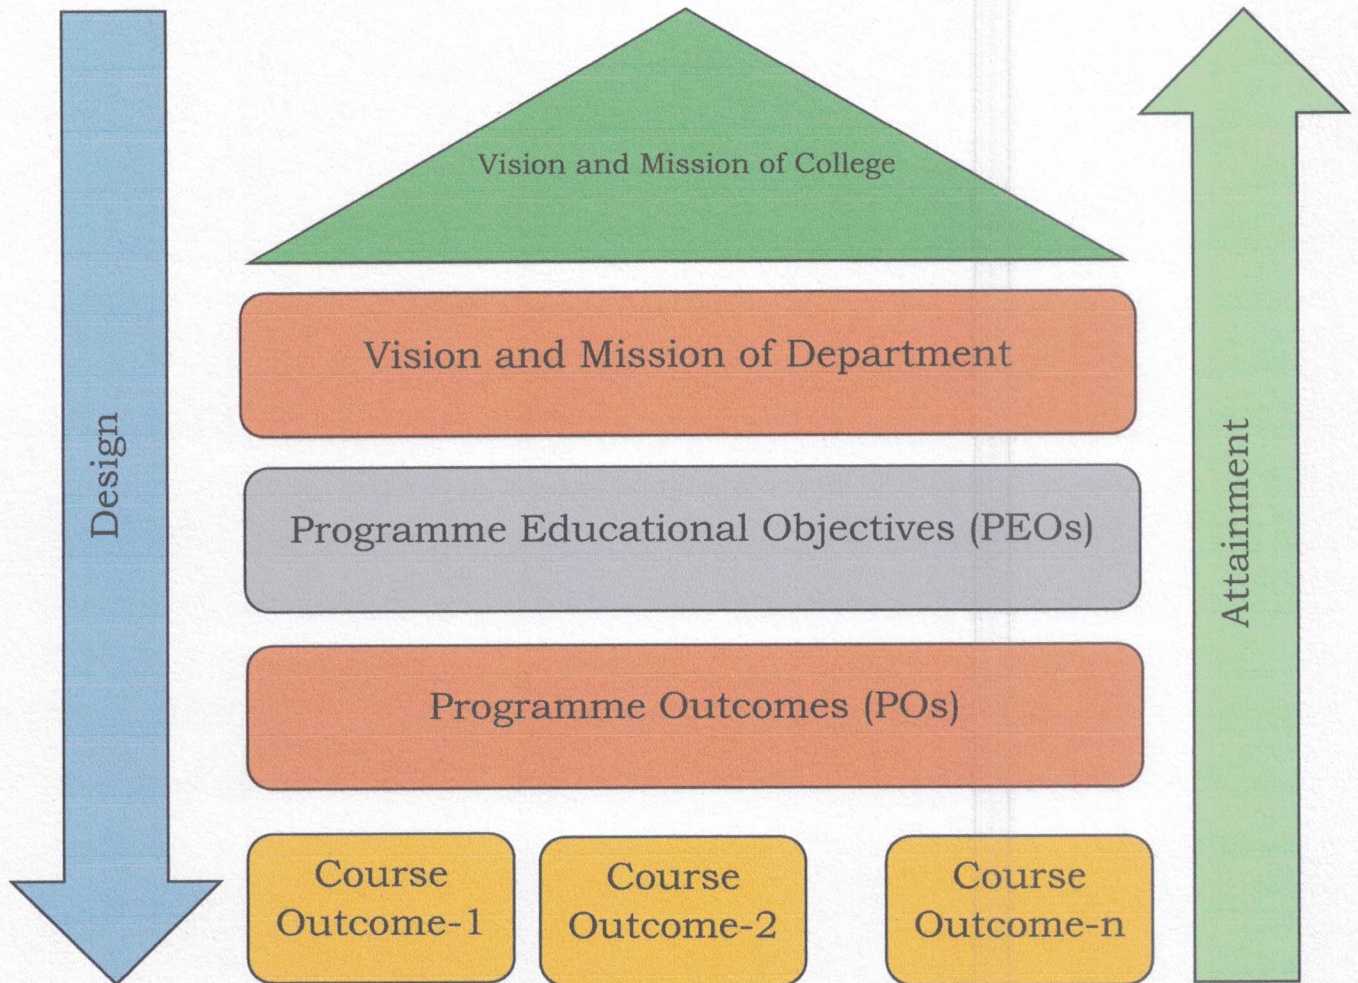 Vision and Mission of College
Vision and Mission of Department
Design
Programme Educational Objectives (PEOs)
Attainment
Programme Outcomes (POs)
Course
Outcome-1
Course
Outcome-2
Course
Outcome-n